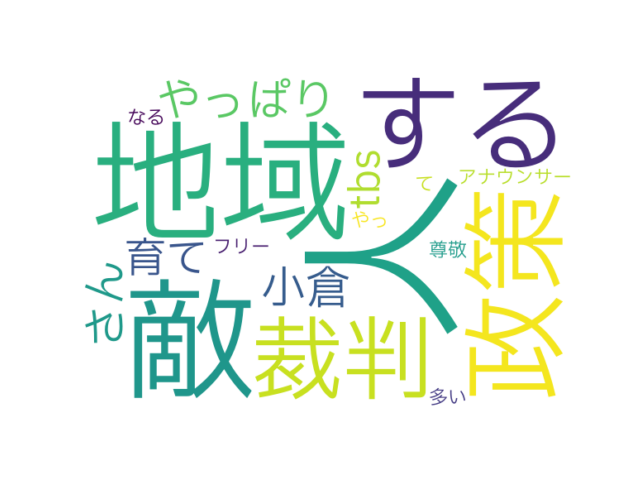 やっぱり
する
なる
地域
tbs
て
アナウンサー
人
やっ
政策
育て
フリー
尊敬
さん
小倉
敵
裁判
多い